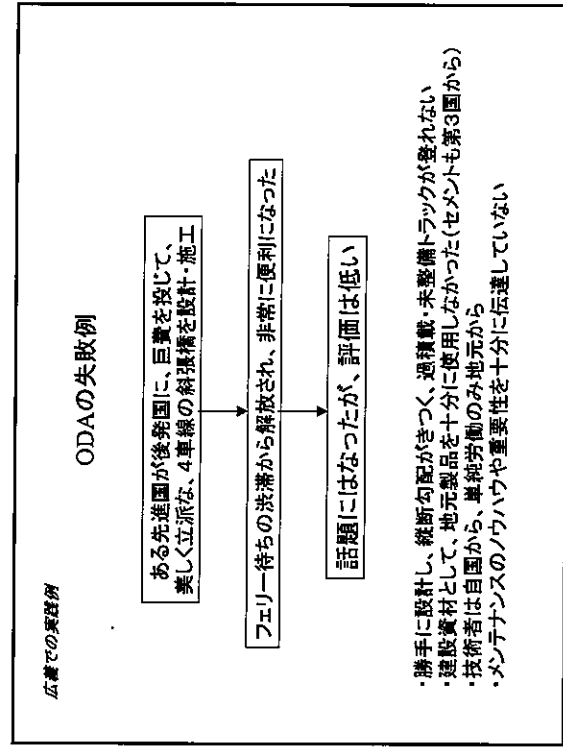 広義での実践例
ODAの失敗例
ある先進国が後発国に、巨費を投じて、
美しく立派な、4車線の斜張橋を設計・施工
フェリー待ちの渋滞から解放され、非常に便利になった
話題にはなったが、評価は低い
・勝手に設計し、縦断勾配がきつく、過積載・未整備トラックが登れない
・建設資材として、地元製品を十分に使用しなかった(セメントも第3国から)
・技術者は自国から、単純労働のみ地元から
・メンテナンスのノウハウや重要性を十分に伝達していない